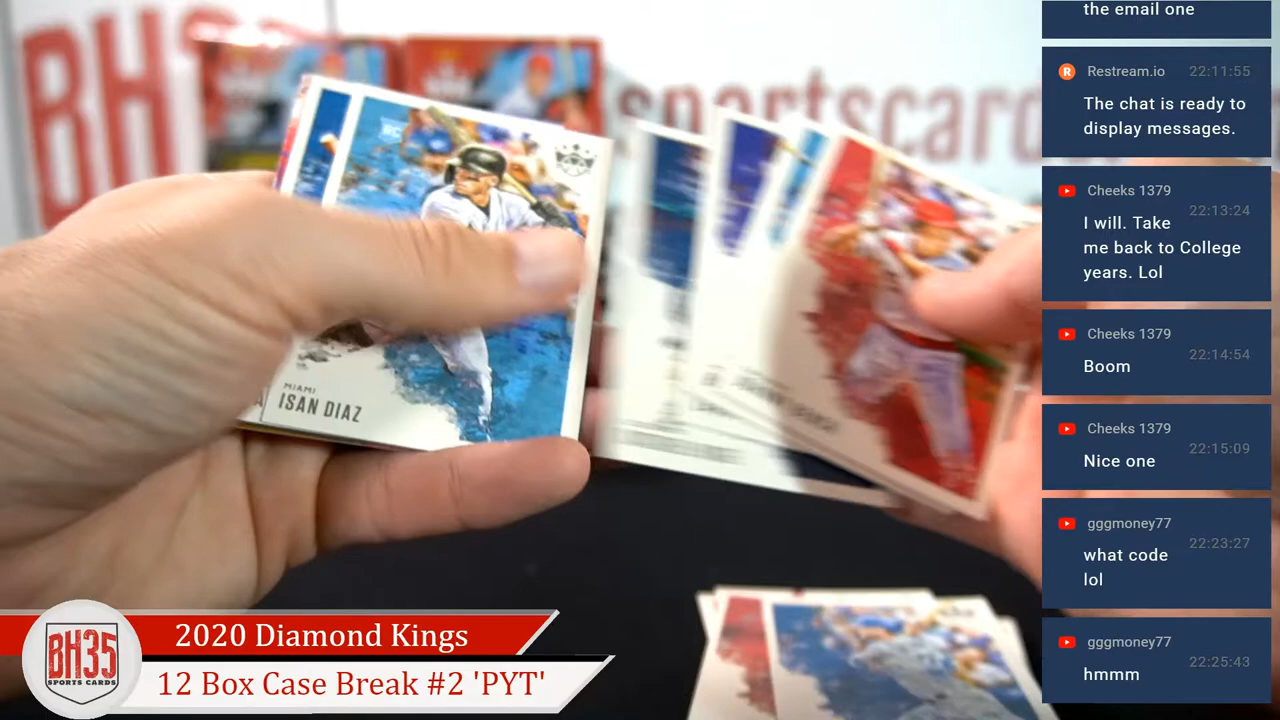 BH35
sportscard
RC
MIAMI
ISAN DIAZ
BH35
SPORTS CARDS
2020 Diamond Kings
12 Box Case Break #2 'PYT'
the email one
Restream.io 22:11:55
The chat is ready to
display messages.
Cheeks 1379
22:13:24
I will. Take
me back to College
years. Lol
Cheeks 1379
22:14:54
Boom
Cheeks 1379
22:15:09
Nice one
gggmoney77
22:23:27
what code
lol
gggmoney77
22:25:43
hmmm